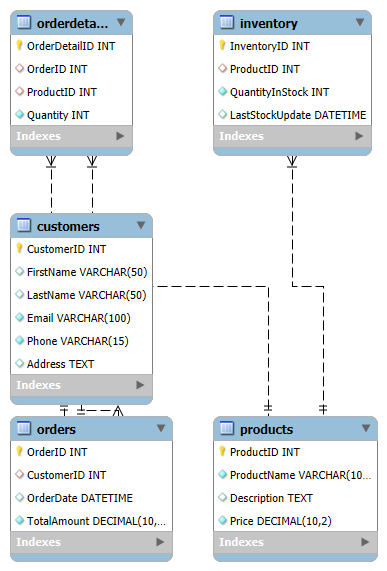 orderdeta...
OrderDetailID INT
OrderID INT
ProductID INT
Quantity INT
Indexes
inventory
InventoryID INT
ProductID INT
QuantityInStock INT
LastStockUpdate DATETIME
Indexes
customers
CustomerID INT
FirstName VARCHAR(50)
LastName VARCHAR(50)
Email VARCHAR(100)
Phone VARCHAR(15)
Address TEXT
Indexes
orders
OrderID INT
CustomerID INT
OrderDate DATETIME
TotalAmount DECIMAL(10,...
Indexes
products
ProductID INT
ProductName VARCHAR(10...
Description TEXT
Price DECIMAL(10,2)
Indexes